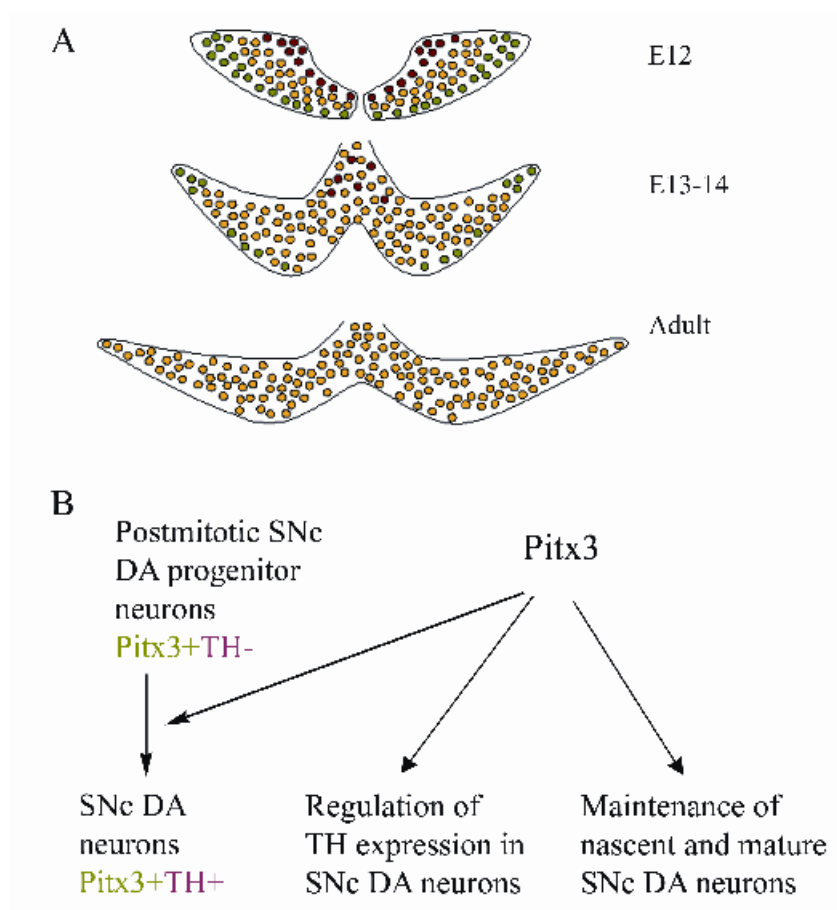 A
E12
E13-14
Adult
B
Postmitotic SNc
DA progenitor
neurons
Pitx3+TH-
Pitx3
SNc DA
neurons
Pitx3+TH+
Regulation of
TH expression in
SNc DA neurons
Maintenance of
nascent and mature
SNc DA neurons